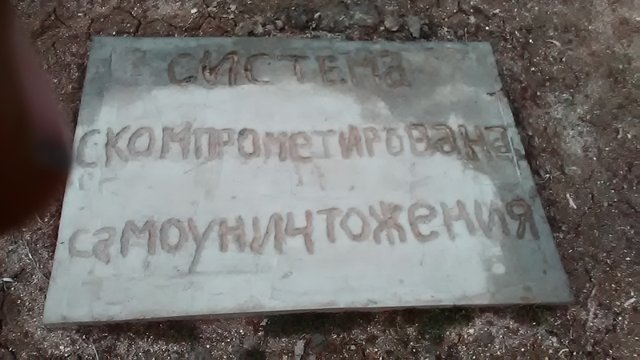 система
скомпрометирована
самоуничтожения